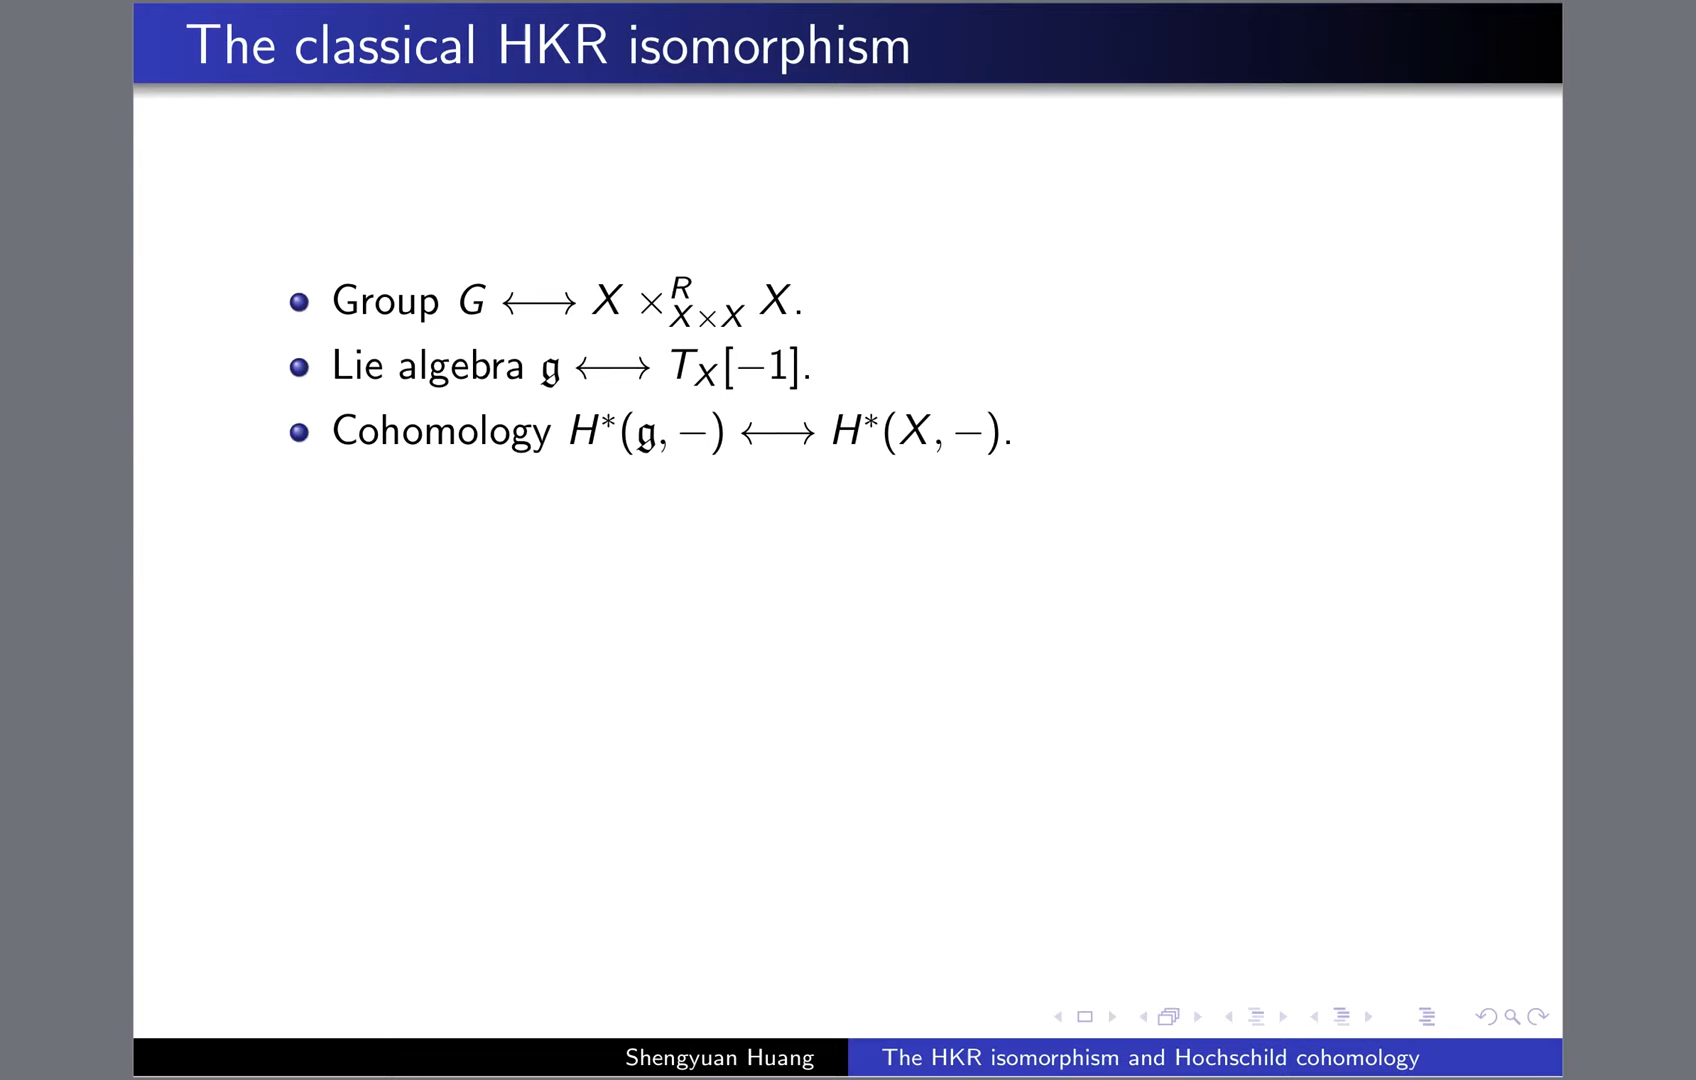 The classical HKR isomorphism
Group G ⟷ X ×^R_{X×X} X.
Lie algebra 𝔤 ⟷ T_X[−1].
Cohomology H*(𝔤, −) ⟷ H*(X, −).
Shengyuan Huang
The HKR isomorphism and Hochschild cohomology